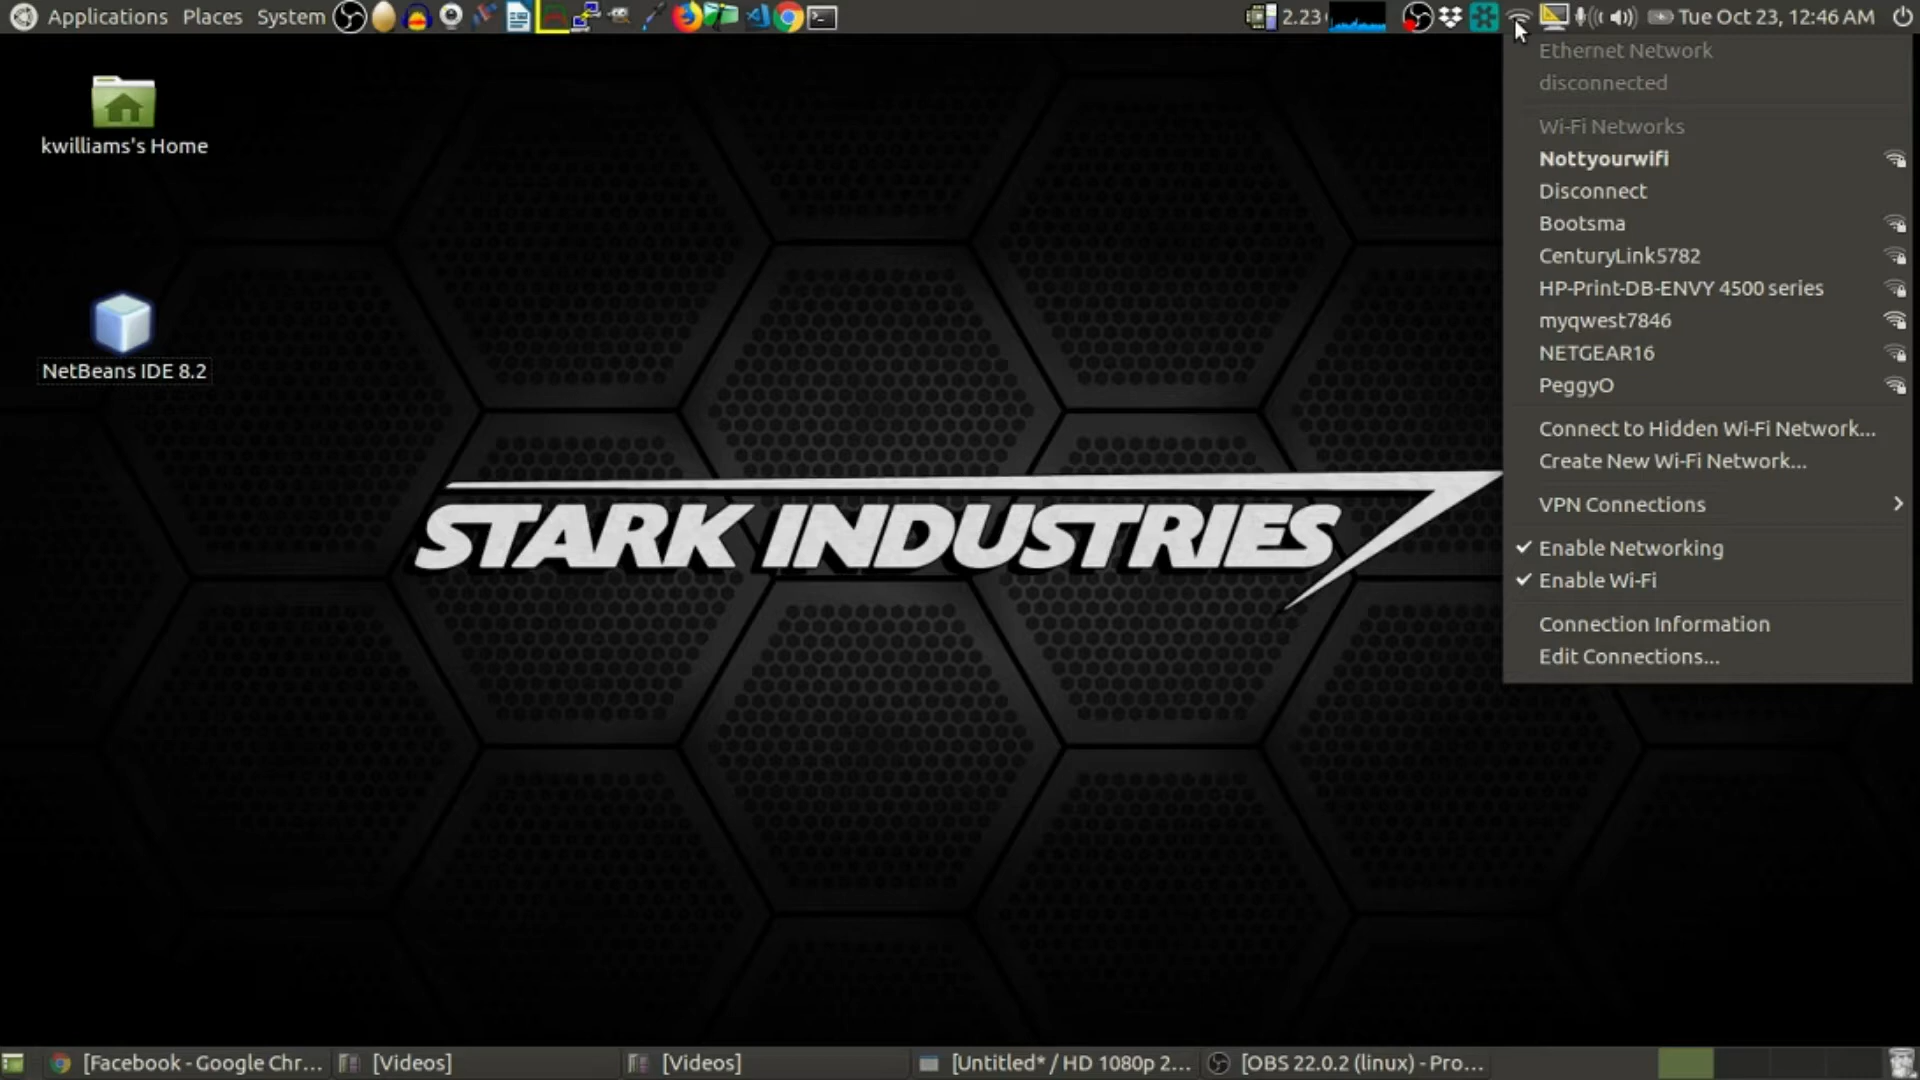 Applications Places System 2.23 Tue Oct 23, 12:46 AM
Ethernet Network
disconnected
Wi-Fi Networks
Nottyourwifi
Disconnect
Bootsma
CenturyLink5782
HP-Print-DB-ENVY 4500 series
myqwest7846
NETGEAR16
PeggyO
Connect to Hidden Wi-Fi Network...
Create New Wi-Fi Network...
VPN Connections
Enable Networking
Enable Wi-Fi
Connection Information
Edit Connections...
kwilliams's Home
NetBeans IDE 8.2
STARK INDUSTRIES
[Facebook - Google Chr... [Videos] [Videos] [Untitled* / HD 1080p 2... [OBS 22.0.2 (linux) - Pro...